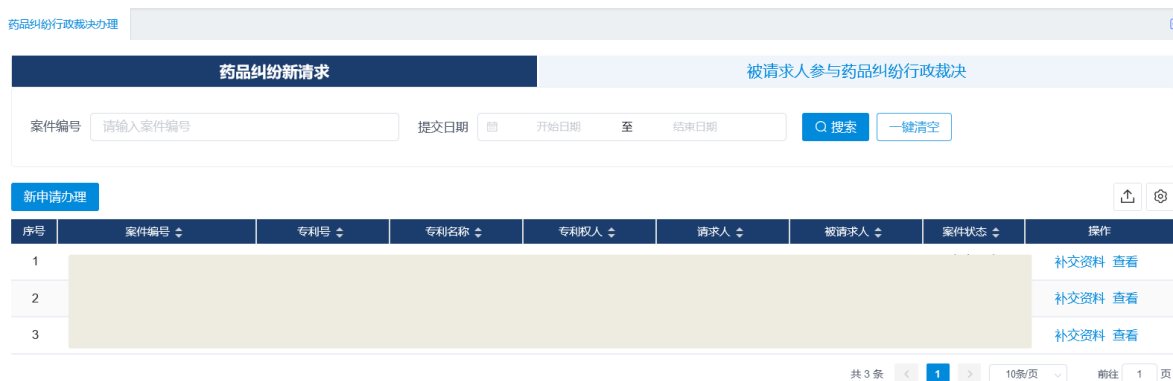 药品纠纷行政裁决办理
药品纠纷新请求 被请求人参与药品纠纷行政裁决
案件编号 请输入案件编号 提交日期 开始日期 至 结束日期 搜索 一键清空
新申请办理
序号 案件编号 专利号 专利名称 专利权人 请求人 被请求人 案件状态 操作
1 补交资料 查看
2 补交资料 查看
3 补交资料 查看
共 3 条 1 10条/页 前往 1 页